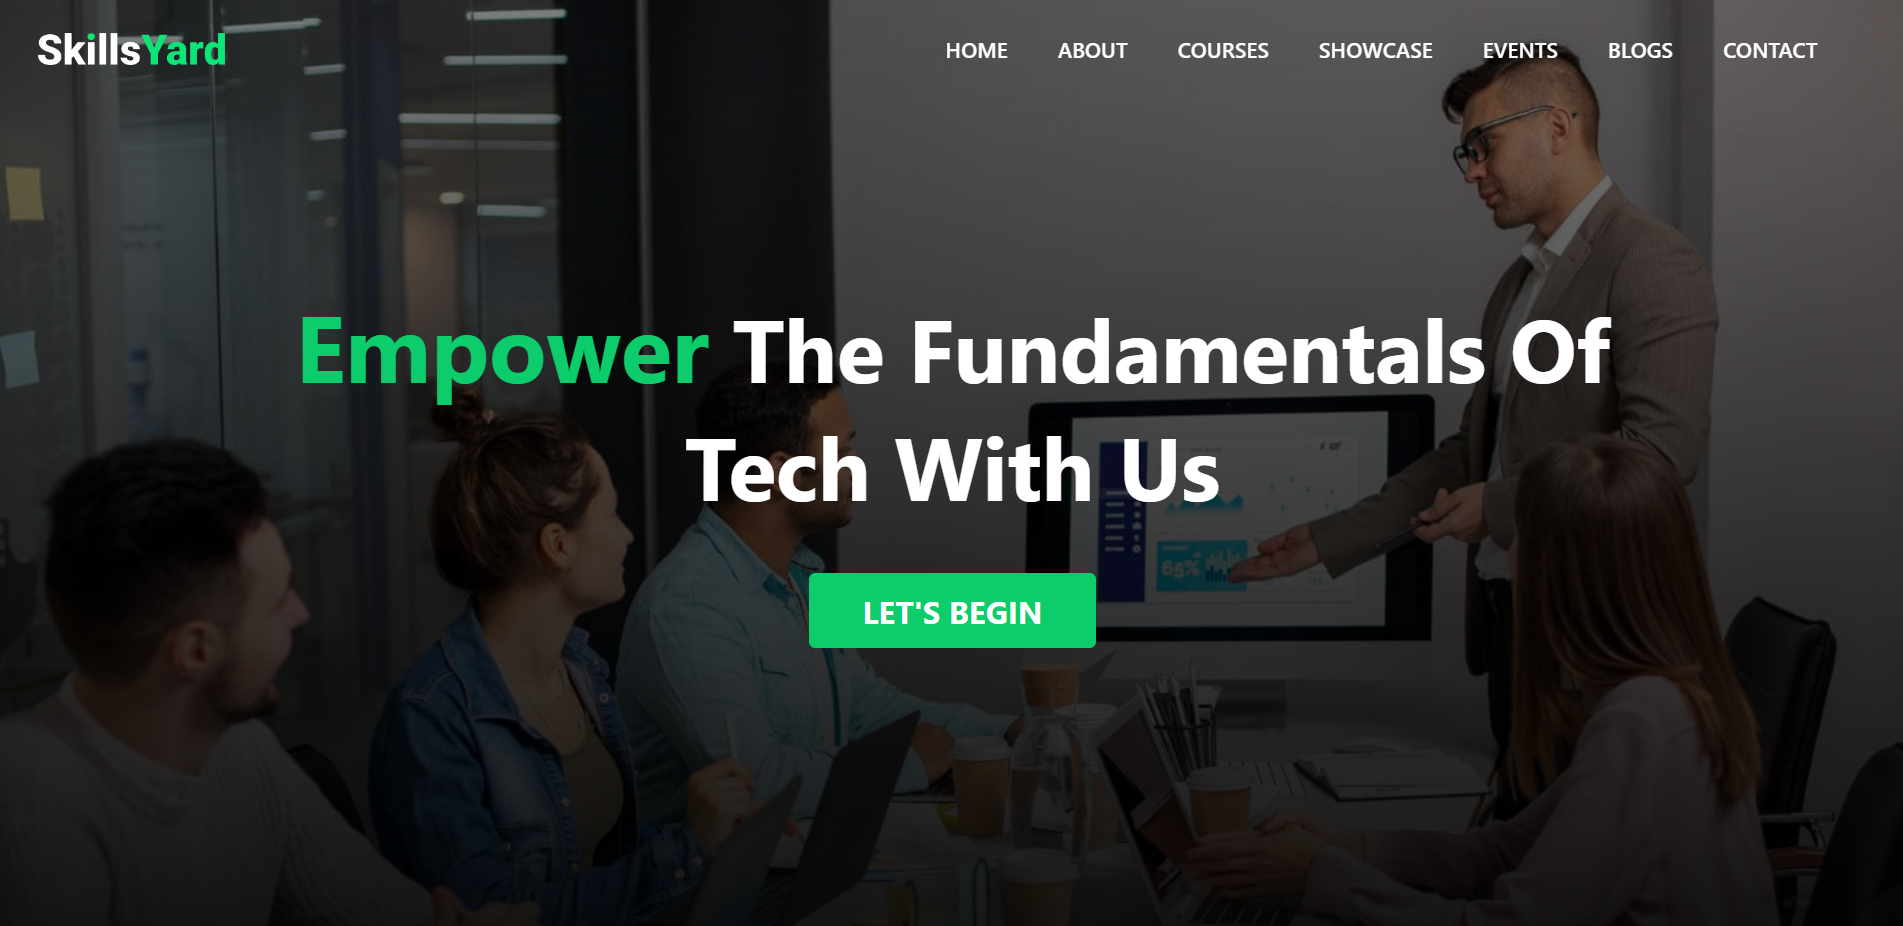 SkillsYard
HOME ABOUT COURSES SHOWCASE EVENTS BLOGS CONTACT
Empower The Fundamentals Of
Tech With Us
65%
LET'S BEGIN